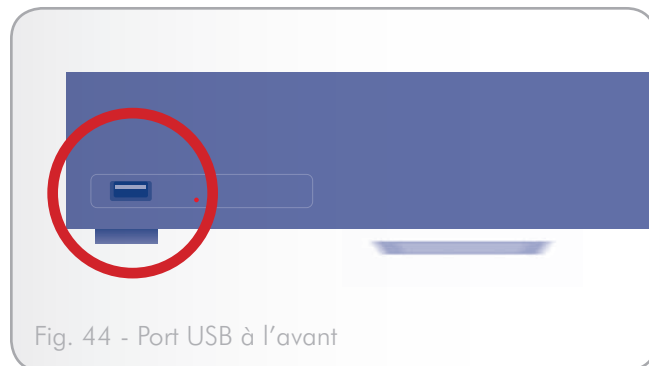 Fig. 44 - Port USB à l’avant